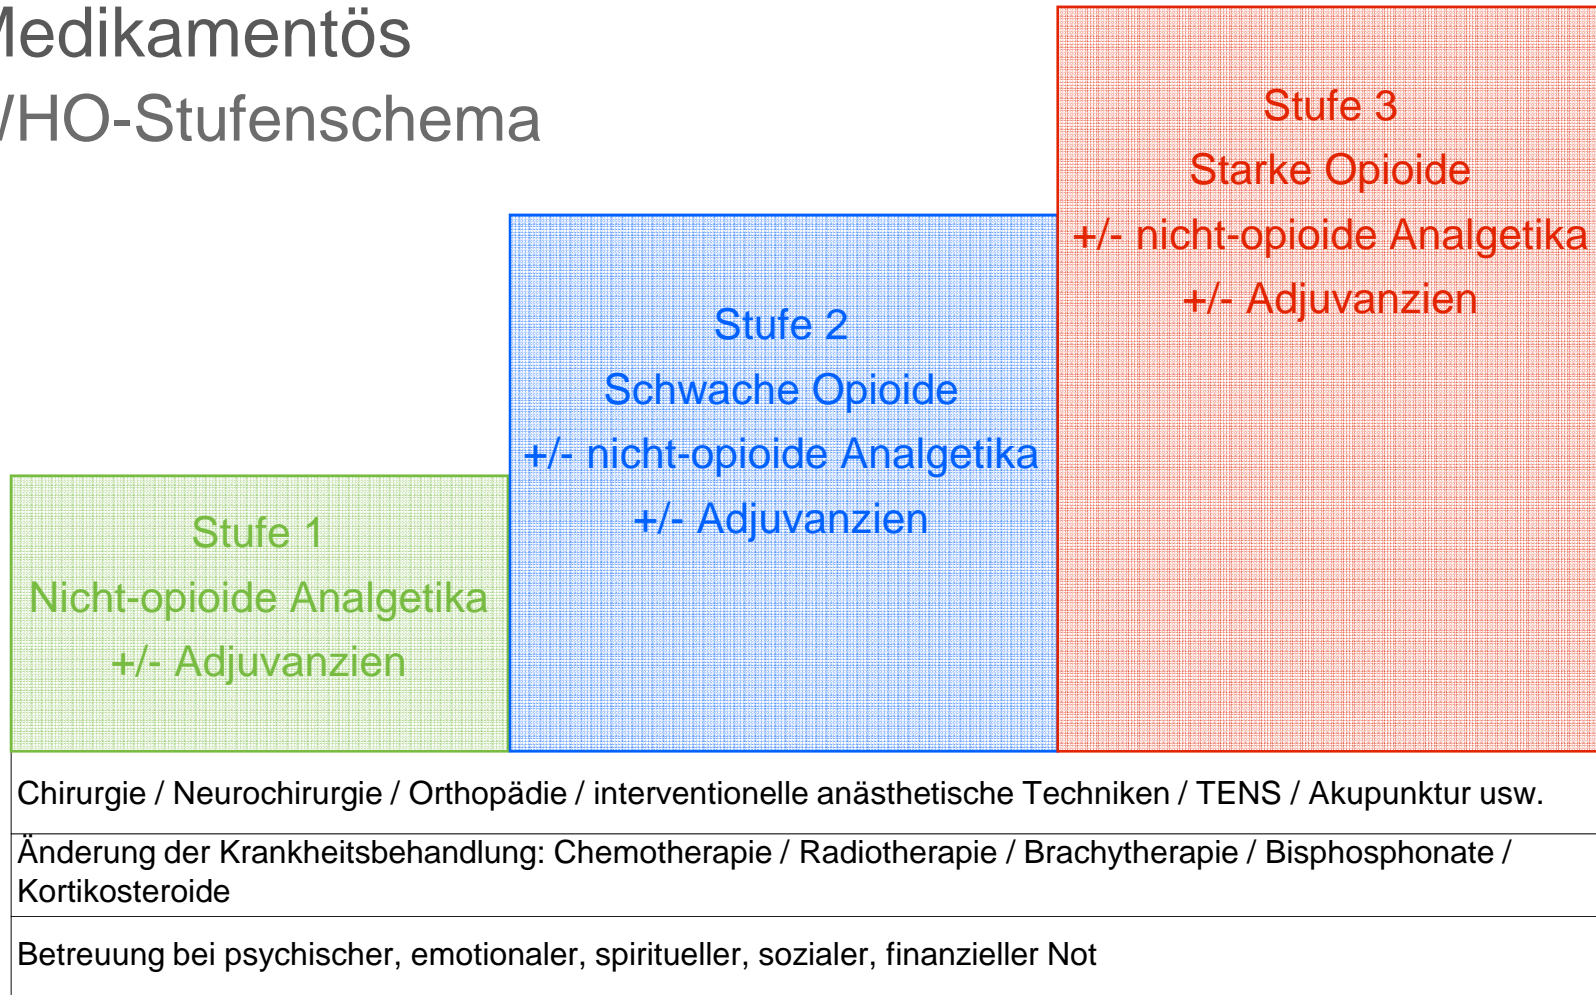 Medikamentös
WHO-Stufenschema
Stufe 3
Starke Opioide
+/- nicht-opioide Analgetika
+/- Adjuvanzien
Stufe 2
Schwache Opioide
+/- nicht-opioide Analgetika
+/- Adjuvanzien
Stufe 1
Nicht-opioide Analgetika
+/- Adjuvanzien
Chirurgie / Neurochirurgie / Orthopädie / interventionelle anästhetische Techniken / TENS / Akupunktur usw.
Änderung der Krankheitsbehandlung: Chemotherapie / Radiotherapie / Brachytherapie / Bisphosphonate /
Kortikosteroide
Betreuung bei psychischer, emotionaler, spiritueller, sozialer, finanzieller Not